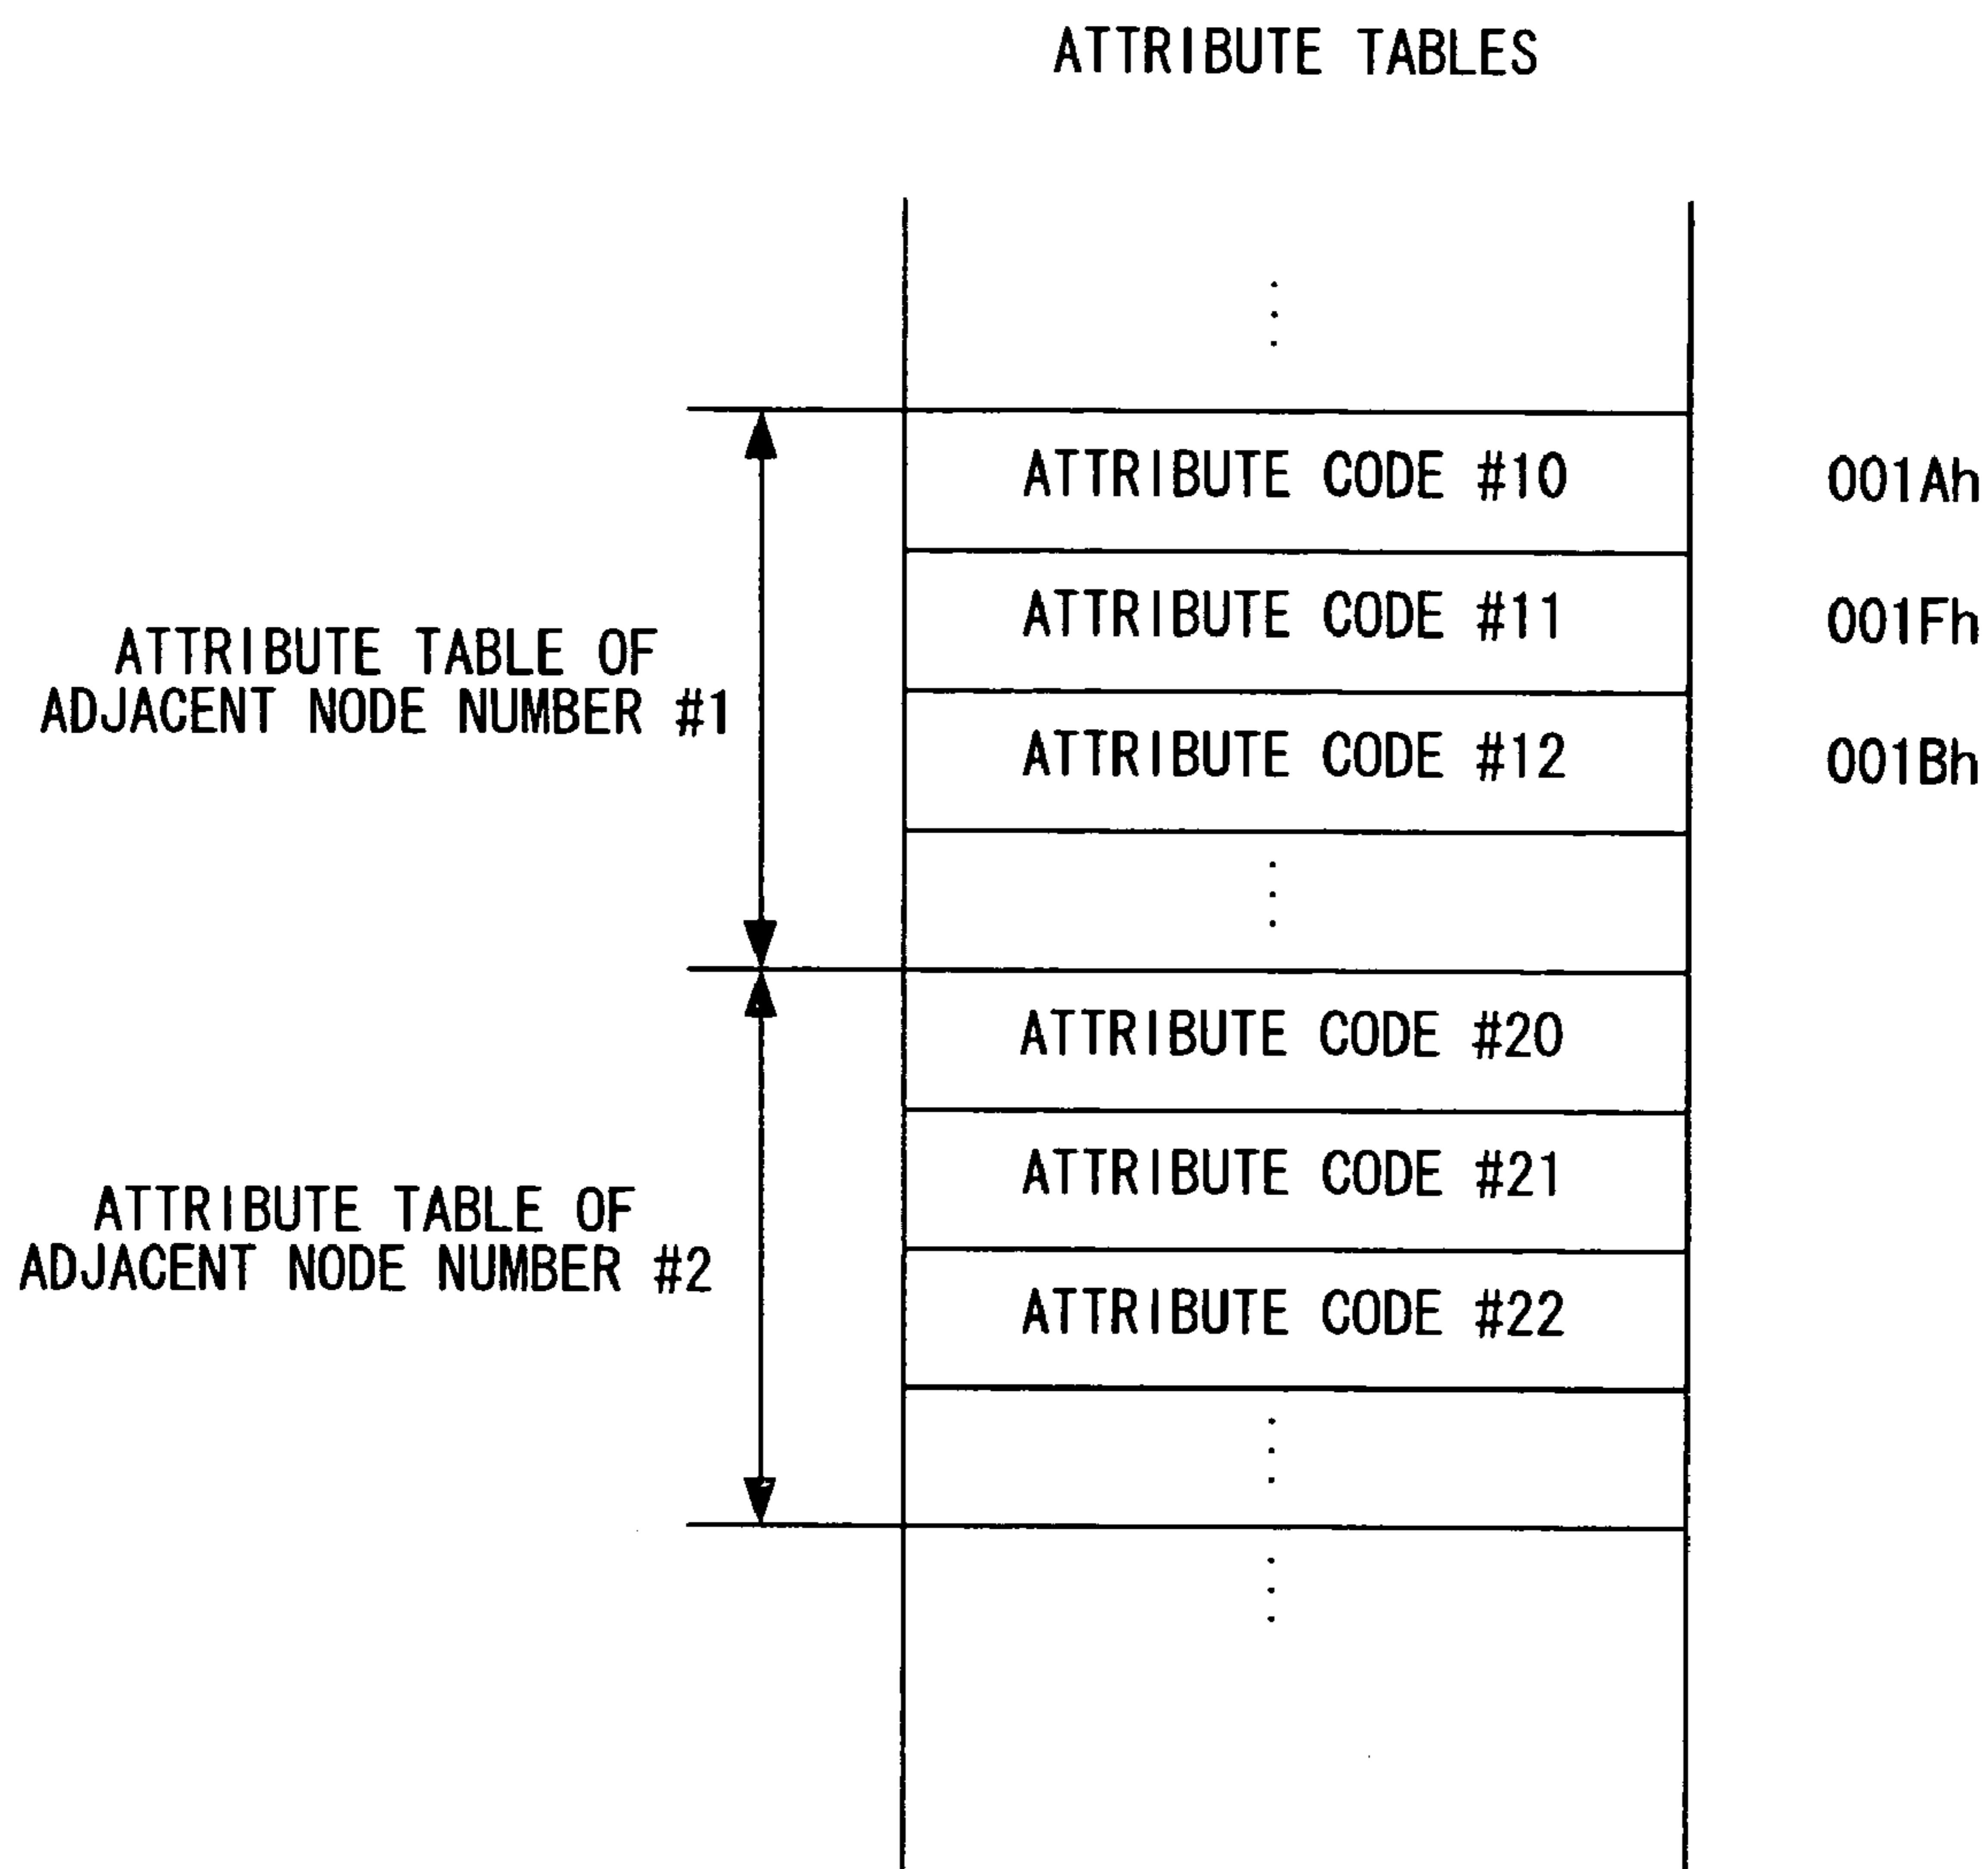 ATTRIBUTE TABLES
ATTRIBUTE CODE #10 001Ah
ATTRIBUTE CODE #11 001Fh
ATTRIBUTE TABLE OF
ADJACENT NODE NUMBER #1
ATTRIBUTE CODE #12 001Bh
ATTRIBUTE CODE #20
ATTRIBUTE CODE #21
ATTRIBUTE TABLE OF
ADJACENT NODE NUMBER #2
ATTRIBUTE CODE #22